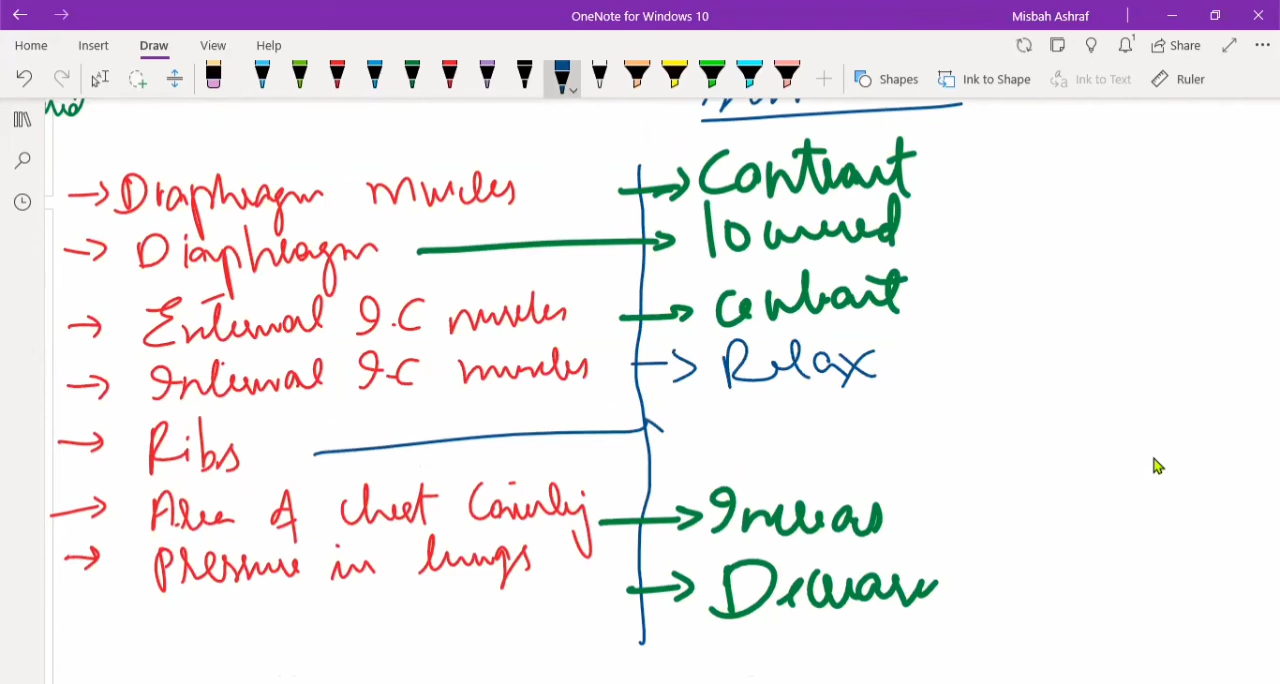 OneNote for Windows 10
Misbah Ashraf
Home Insert Draw View Help
Share
Shapes
Ink to Shape
Ink to Text
Ruler
Diaphragm muscles → Contract
Diaphragm → lowered
External I.C muscles → contract
Internal I.C muscles → Relax
Ribs
Area of chest Cavity → Increas
Pressure in lungs → Decrease